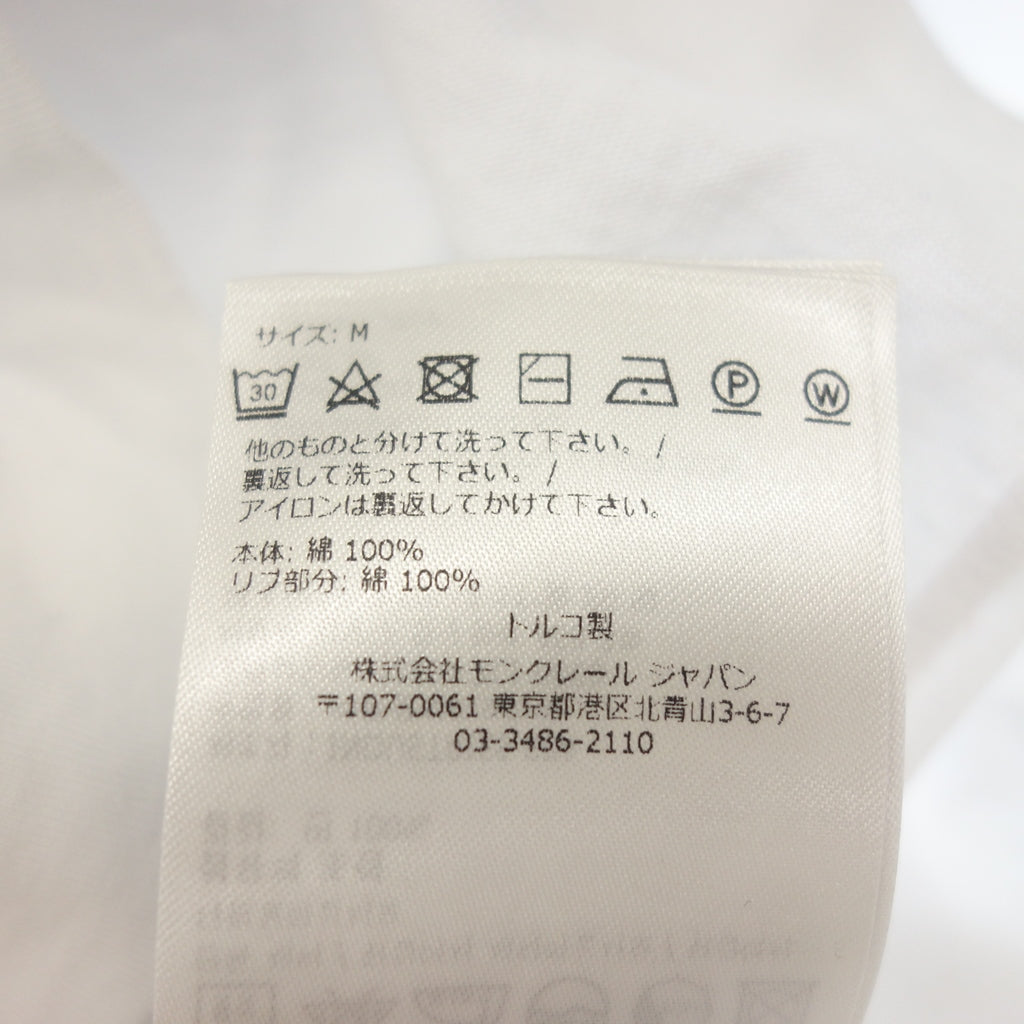 サイズ: M
30 P W
他のものと分けて洗って下さい。 /
裏返して洗って下さい。 /
アイロンは裏返してかけて下さい。
本体: 綿 100%
リブ部分: 綿 100%
トルコ製
株式会社モンクレール ジャパン
〒107-0061 東京都港区北青山3-6-7
03-3486-2110